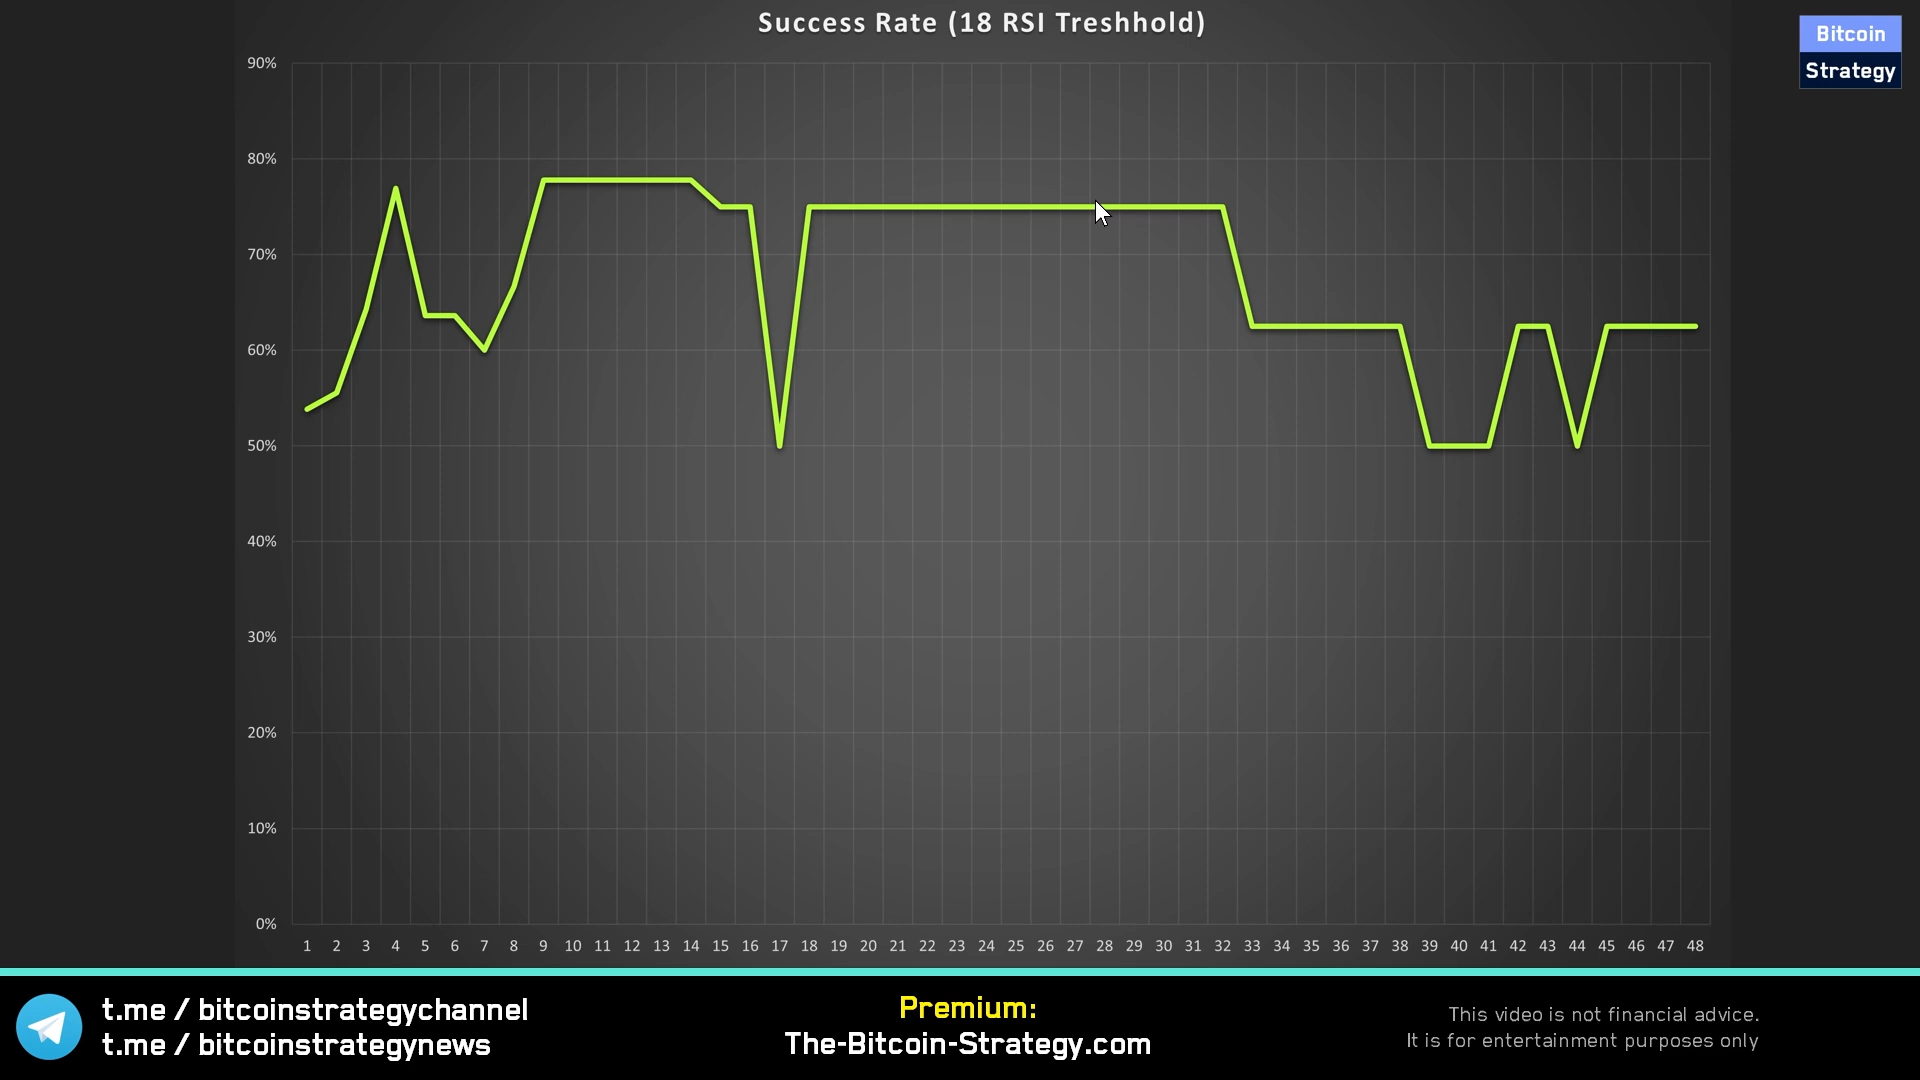 Success Rate (18 RSI Treshhold)
Bitcoin
Strategy
90%
80%
70%
60%
50%
40%
30%
20%
10%
0%
1 2 3 4 5 6 7 8 9 10 11 12 13 14 15 16 17 18 19 20 21 22 23 24 25 26 27 28 29 30 31 32 33 34 35 36 37 38 39 40 41 42 43 44 45 46 47 48
t.me / bitcoinstrategychannel
t.me / bitcoinstrategynews
Premium:
The-Bitcoin-Strategy.com
This video is not financial advice.
It is for entertainment purposes only